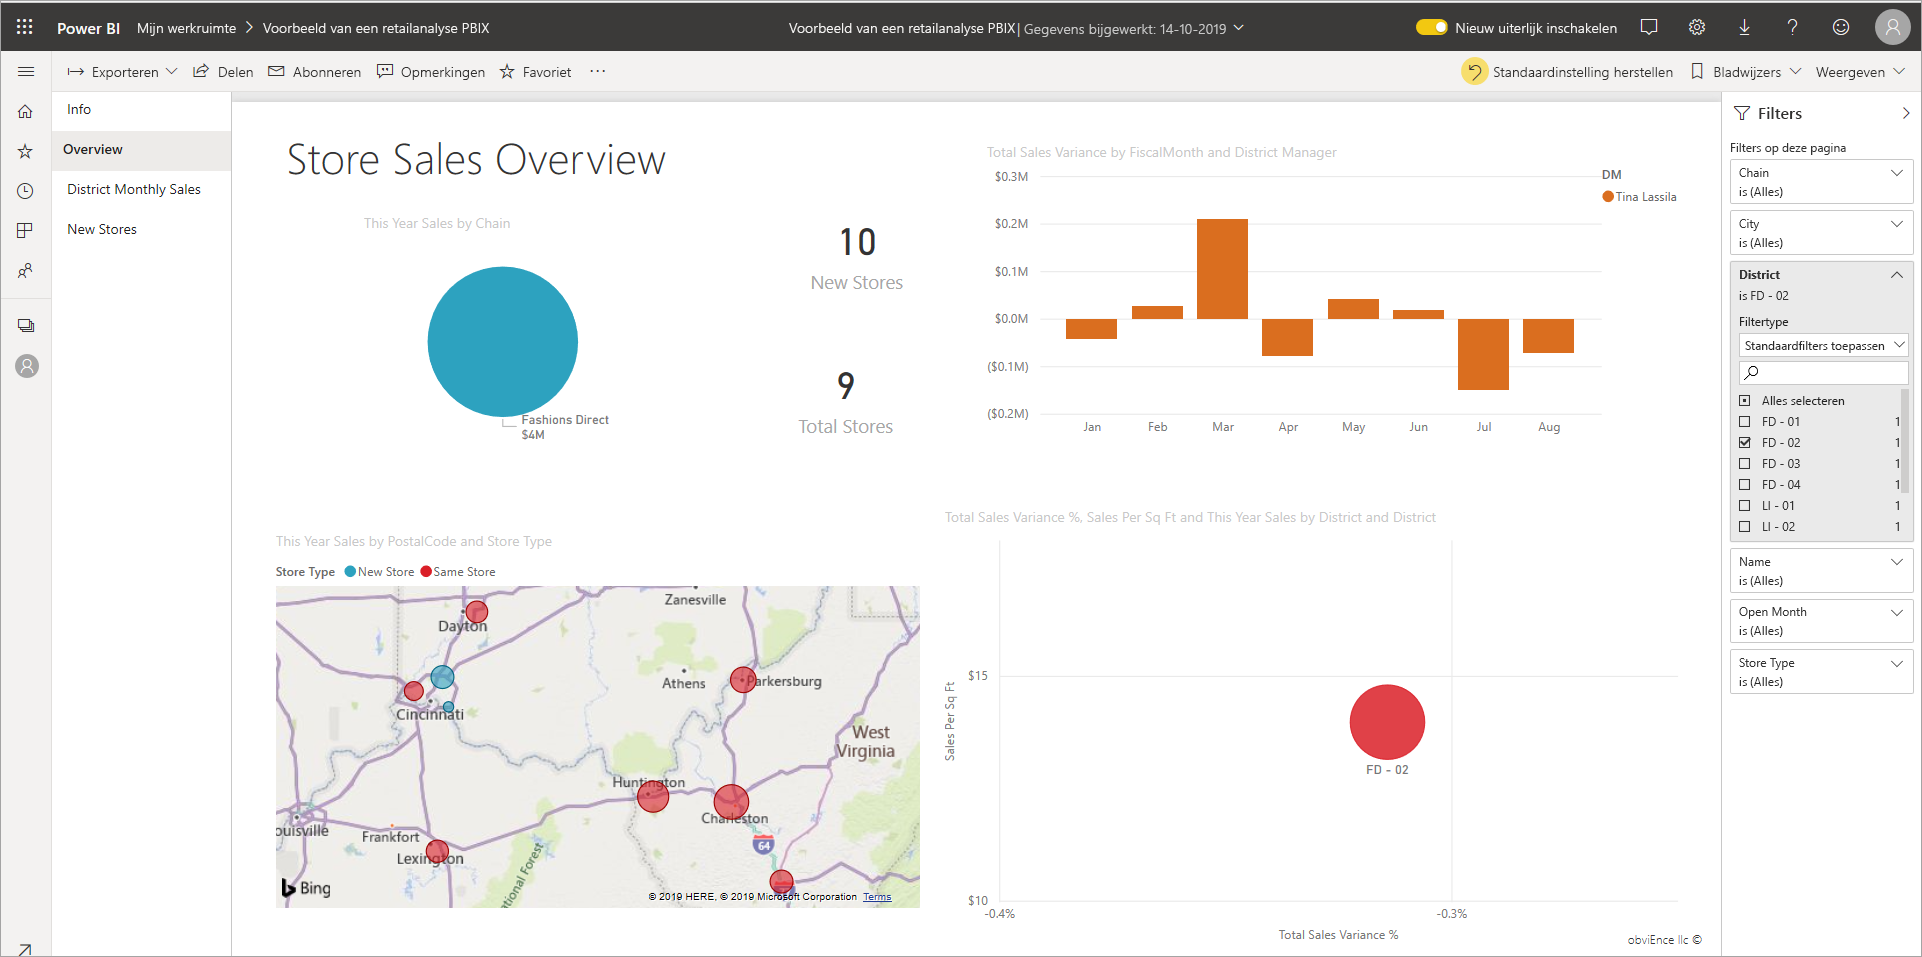 Power BI Mijn werkruimte Voorbeeld van een retailanalyse PBIX
Voorbeeld van een retailanalyse PBIX | Gegevens bijgewerkt: 14-10-2019
Nieuw uiterlijk inschakelen
Exporteren Delen Abonneren Opmerkingen Favoriet ...
Standaardinstelling herstellen Bladwijzers Weergeven
Info
Overview
District Monthly Sales
New Stores
Store Sales Overview
This Year Sales by Chain
Fashions Direct
$4M
10
New Stores
9
Total Stores
Total Sales Variance by FiscalMonth and District Manager
DM
Tina Lassila
$0.3M
$0.2M
$0.1M
$0.0M
($0.1M)
($0.2M)
Jan Feb Mar Apr May Jun Jul Aug
This Year Sales by PostalCode and Store Type
Store Type New Store Same Store
Zanesville
Dayton
Athens
Parkersburg
Cincinnati
West
Virginia
Huntington
Charleston
ouisville
Frankfort
64
Lexington
tional Forest
Bing
© 2019 HERE, © 2019 Microsoft Corporation Terms
Total Sales Variance %, Sales Per Sq Ft and This Year Sales by District and District
Sales Per Sq Ft
$15
$10
FD - 02
-0.4%
-0.3%
Total Sales Variance %
obviEnce llc ©
Filters
Filters op deze pagina
Chain
is (Alles)
City
is (Alles)
District
is FD - 02
Filtertype
Standaardfilters toepassen
Alles selecteren
FD - 01 1
FD - 02 1
FD - 03 1
FD - 04 1
LI - 01 1
LI - 02 1
Name
is (Alles)
Open Month
is (Alles)
Store Type
is (Alles)